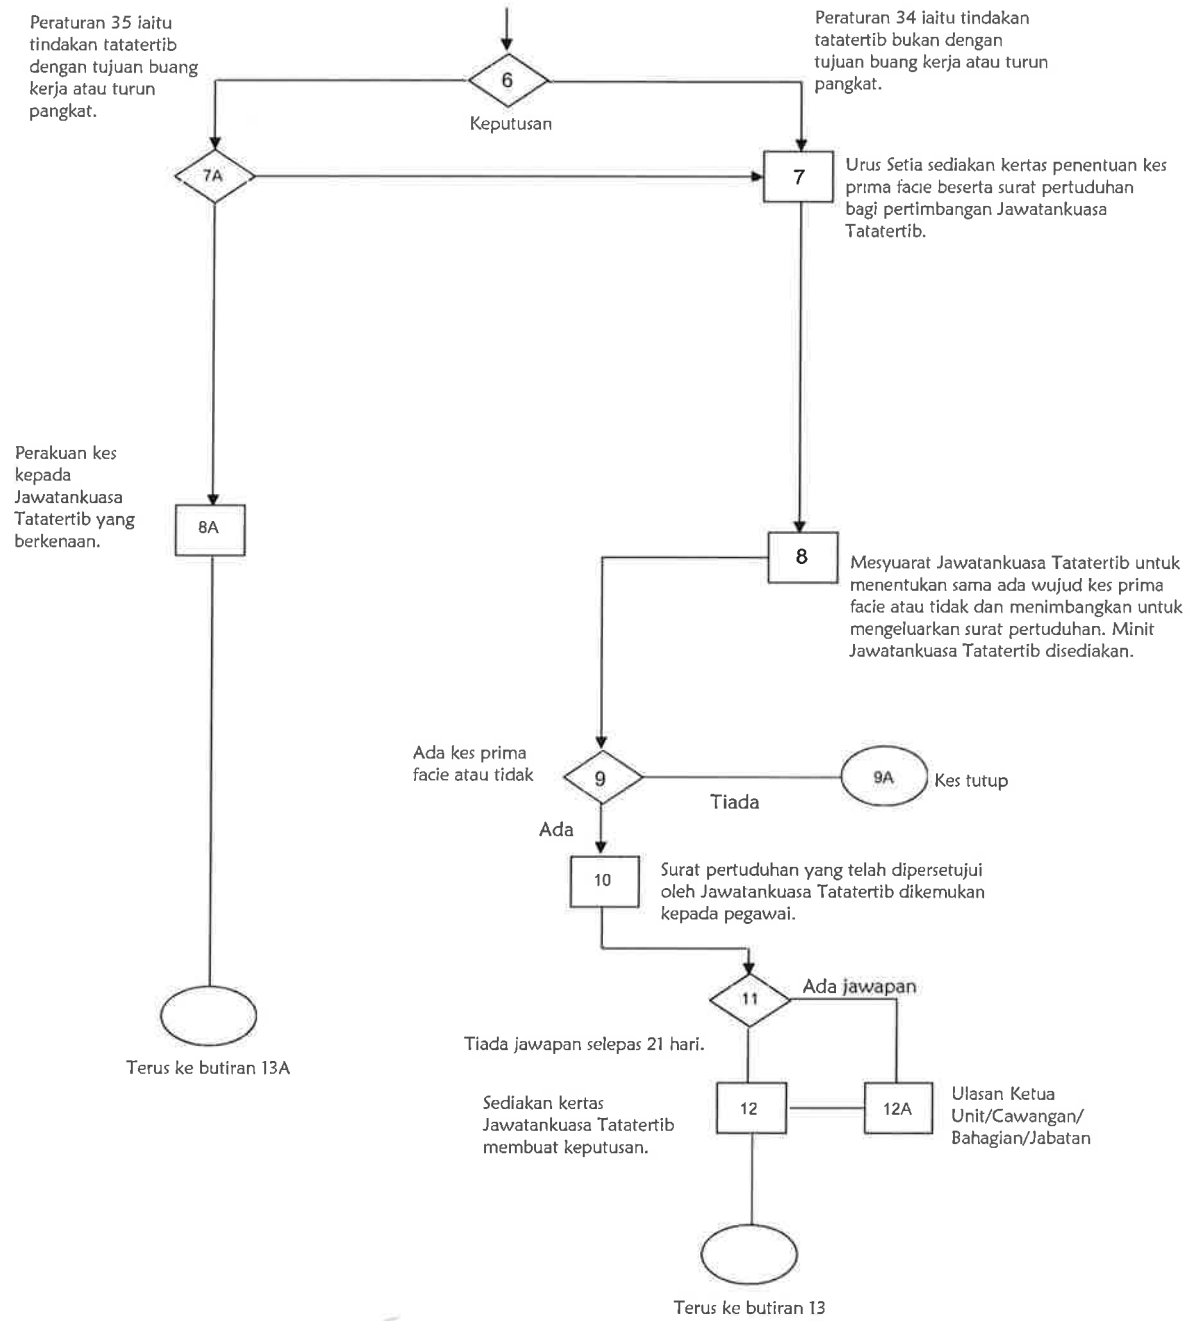 Peraturan 35 iaitu
tindakan tatatertib
dengan tujuan buang
kerja atau turun
pangkat.
Peraturan 34 iaitu tindakan
tatatertib bukan dengan
tujuan buang kerja atau turun
pangkat.
6
Keputusan
7A
7
Urus Setia sediakan kertas penentuan kes
prima facie beserta surat pertuduhan
bagi pertimbangan Jawatankuasa
Tatatertib.
Perakuan kes
kepada
Jawatankuasa
Tatatertib yang
berkenaan.
8A
8
Mesyuarat Jawatankuasa Tatatertib untuk
menentukan sama ada wujud kes prima
facie atau tidak dan menimbangkan untuk
mengeluarkan surat pertuduhan. Minit
Jawatankuasa Tatatertib disediakan.
Ada kes prima
facie atau tidak
9
Tiada
9A
Kes tutup
Ada
10
Surat pertuduhan yang telah dipersetujui
oleh Jawatankuasa Tatatertib dikemukan
kepada pegawai.
11
Ada jawapan
Tiada jawapan selepas 21 hari.
Terus ke butiran 13A
Sediakan kertas
Jawatankuasa Tatatertib
membuat keputusan.
12
12A
Ulasan Ketua
Unit/Cawangan/
Bahagian/Jabatan
Terus ke butiran 13